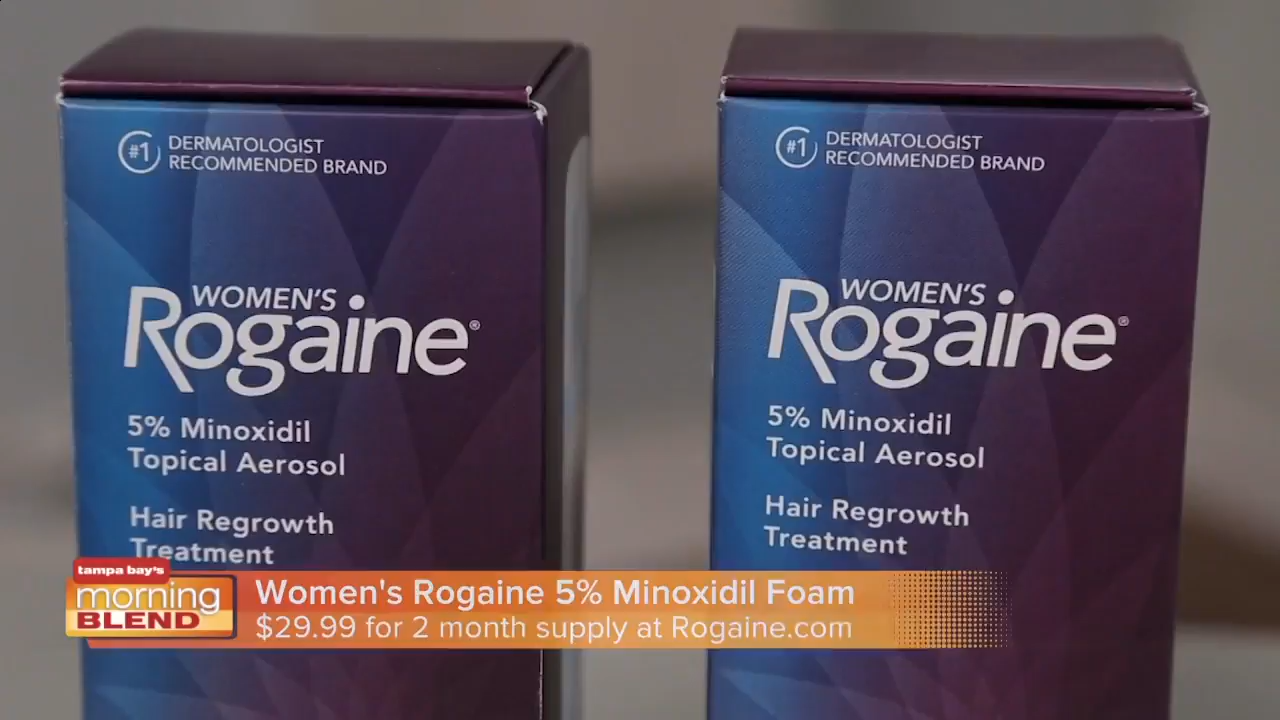 #1 DERMATOLOGIST
RECOMMENDED BRAND
WOMEN'S
Rogaine®
5% Minoxidil
Topical Aerosol
Hair Regrowth
Treatment
#1 DERMATOLOGIST
RECOMMENDED BRAND
WOMEN'S
Rogaine®
5% Minoxidil
Topical Aerosol
Hair Regrowth
Treatment
tampa bay's
morning
BLEND
Women's Rogaine 5% Minoxidil Foam
$29.99 for 2 month supply at Rogaine.com